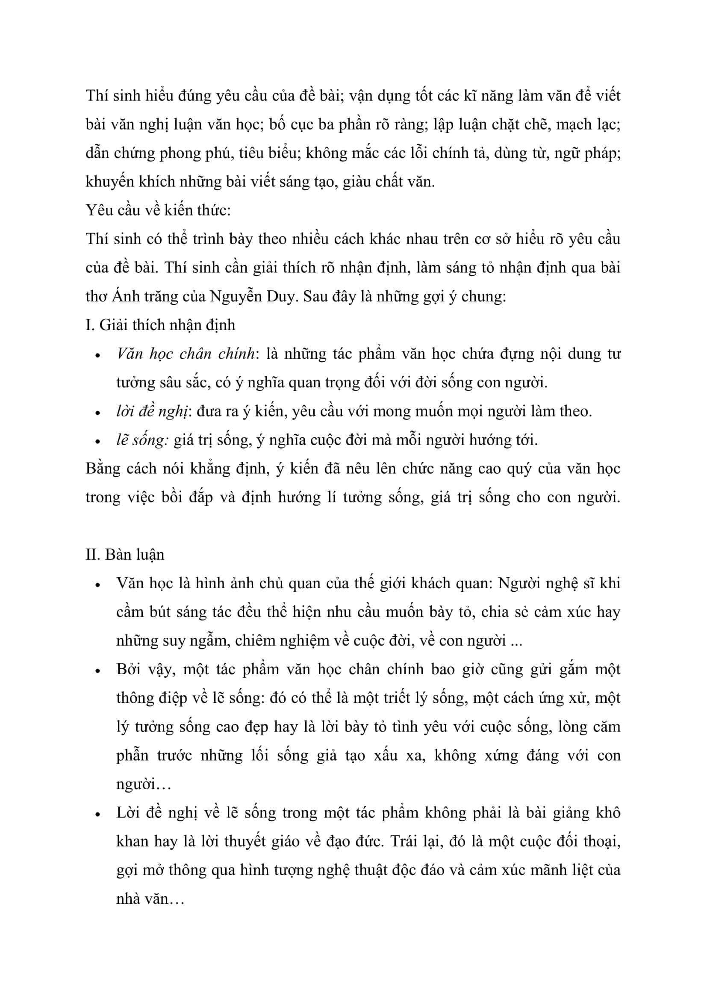 Thí sinh hiểu đúng yêu cầu của đề bài; vận dụng tốt các kĩ năng làm văn để viết
bài văn nghị luận văn học; bố cục ba phần rõ ràng; lập luận chặt chẽ, mạch lạc;
dẫn chứng phong phú, tiêu biểu; không mắc các lỗi chính tả, dùng từ, ngữ pháp;
khuyến khích những bài viết sáng tạo, giàu chất văn.
Yêu cầu về kiến thức:
Thí sinh có thể trình bày theo nhiều cách khác nhau trên cơ sở hiểu rõ yêu cầu
của đề bài. Thí sinh cần giải thích rõ nhận định, làm sáng tỏ nhận định qua bài
thơ Ánh trăng của Nguyễn Duy. Sau đây là những gợi ý chung:
I. Giải thích nhận định
• Văn học chân chính: là những tác phẩm văn học chứa đựng nội dung tư
tưởng sâu sắc, có ý nghĩa quan trọng đối với đời sống con người.
• lời đề nghị: đưa ra ý kiến, yêu cầu với mong muốn mọi người làm theo.
• lẽ sống: giá trị sống, ý nghĩa cuộc đời mà mỗi người hướng tới.
Bằng cách nói khẳng định, ý kiến đã nêu lên chức năng cao quý của văn học
trong việc bồi đắp và định hướng lí tưởng sống, giá trị sống cho con người.
II. Bàn luận
• Văn học là hình ảnh chủ quan của thế giới khách quan: Người nghệ sĩ khi
cầm bút sáng tác đều thể hiện nhu cầu muốn bày tỏ, chia sẻ cảm xúc hay
những suy ngẫm, chiêm nghiệm về cuộc đời, về con người ...
• Bởi vậy, một tác phẩm văn học chân chính bao giờ cũng gửi gắm một
thông điệp về lẽ sống: đó có thể là một triết lý sống, một cách ứng xử, một
lý tưởng sống cao đẹp hay là lời bày tỏ tình yêu với cuộc sống, lòng căm
phẫn trước những lối sống giả tạo xấu xa, không xứng đáng với con
người…
• Lời đề nghị về lẽ sống trong một tác phẩm không phải là bài giảng khô
khan hay là lời thuyết giáo về đạo đức. Trái lại, đó là một cuộc đối thoại,
gợi mở thông qua hình tượng nghệ thuật độc đáo và cảm xúc mãnh liệt của
nhà văn…